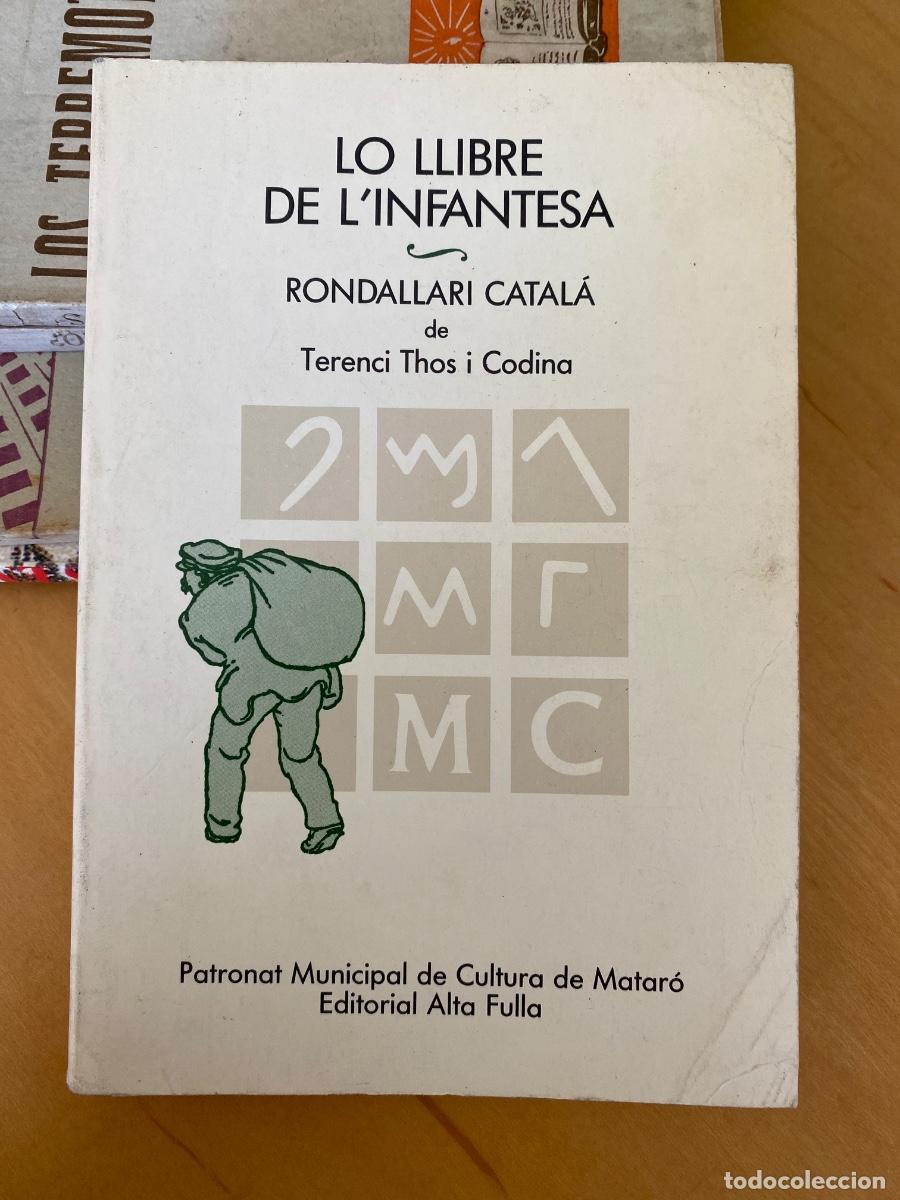 LOS TERREMOT
LO LLIBRE
DE L'INFANTESA
RONDALLARI CATALÁ
de
Terenci Thos i Codina
M C
Patronat Municipal de Cultura de Mataró
Editorial Alta Fulla
todocoleccion